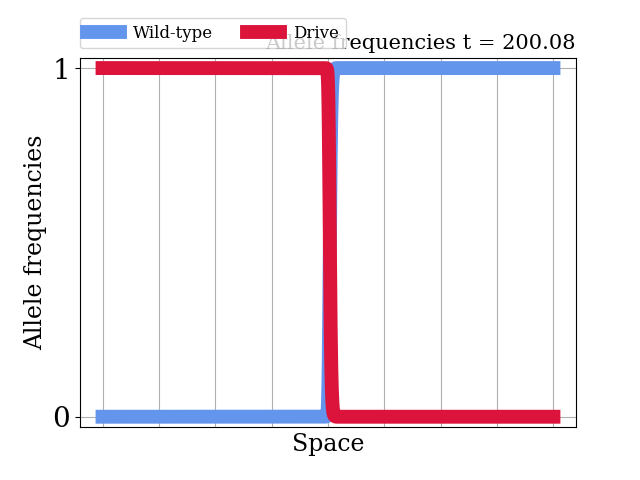 Wild-type
Drive
Allele frequencies t = 200.08
1
Allele frequencies
0
Space